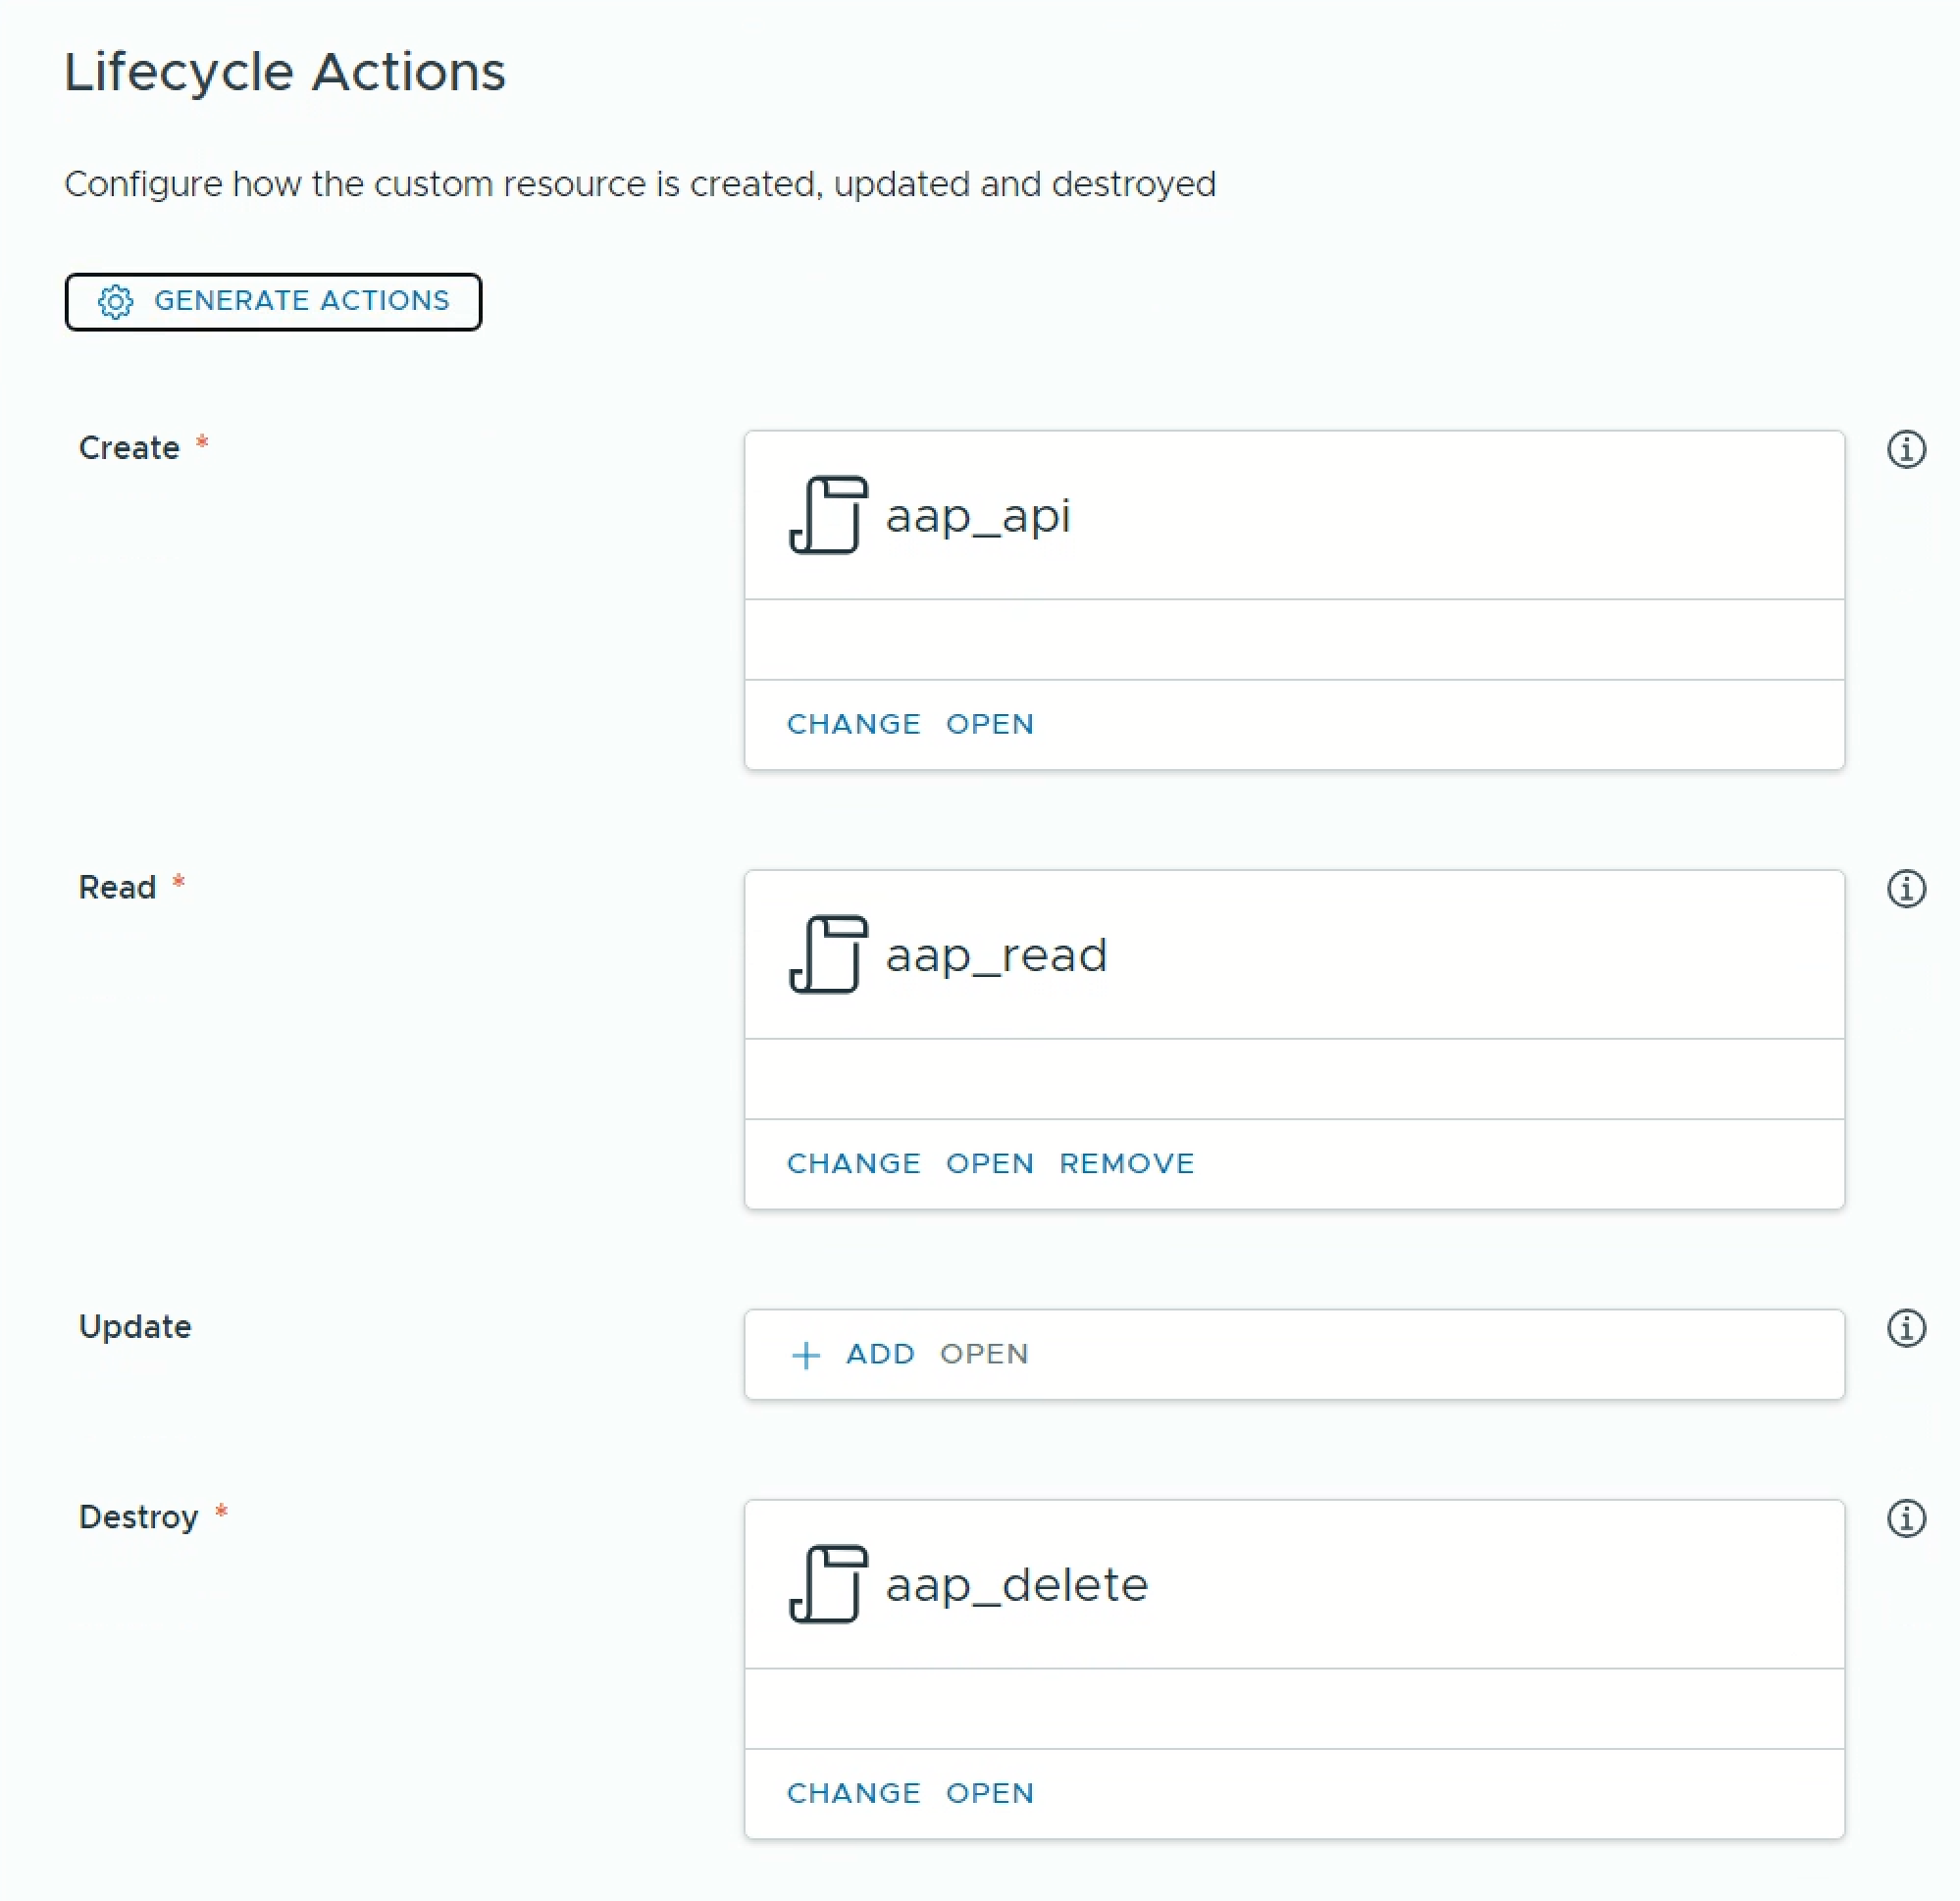 Lifecycle Actions
Configure how the custom resource is created, updated and destroyed
GENERATE ACTIONS
Create *
aap_api
CHANGE OPEN
Read *
aap_read
CHANGE OPEN REMOVE
Update
+ ADD OPEN
Destroy *
aap_delete
CHANGE OPEN